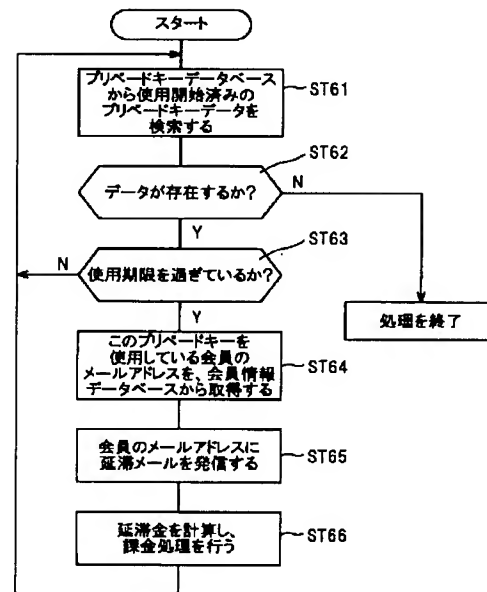 スタート
プリペードキーデータベース
から使用開始済みの
プリペードキーデータを
検索する
ST61
ST62
データが存在するか?
N
Y
ST63
N
使用期限を過ぎているか?
Y
処理を終了
このプリペードキーを
使用している会員の
メールアドレスを、会員情報
データベースから取得する
ST64
会員のメールアドレスに
延滞メールを発信する
ST65
延滞金を計算し、
課金処理を行う
ST66